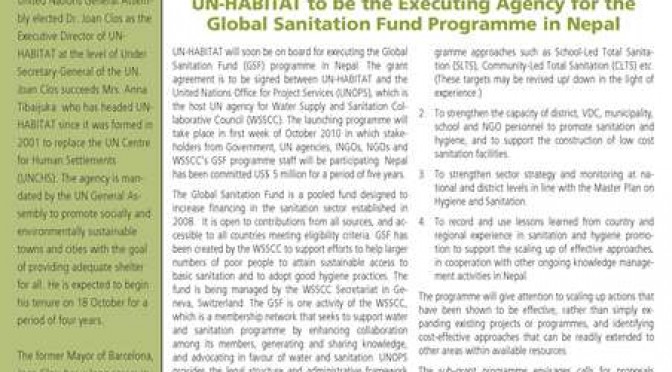 United Nations General Assem-
bly elected Dr. Joan Clos as the
Executive Director of UN-
HABITAT at the level of Under
Secretary-General of the UN.
Joan Clos succeeds Mrs. Anna
Tibaijuka who has headed UN-
HABITAT since it was formed in
2001 to replace the UN Centre
for Human Settlements
(UNCHS). The agency is man-
dated by the UN General As-
sembly to promote socially and
environmentally sustainable
towns and cities with the goal
of providing adequate shelter
for all. He is expected to begin
his tenure on 18 October for a
period of four years.
The former Mayor of Barcelona,
UN-HABITAT to be the Executing Agency for the
Global Sanitation Fund Programme in Nepal
UN-HABITAT will soon be on board for executing the Global
Sanitation Fund (GSF) programme in Nepal. The grant
agreement is to be signed between UN-HABITAT and the
United Nations Office for Project Services (UNOPS), which is
the host UN agency for Water Supply and Sanitation Col-
laborative Council (WSSCC). The launching programme will
take place in first week of October 2010 in which stake-
holders from Government, UN agencies, INGOs, NGOs and
WSSCC's GSF programme staff will be participating. Nepal
has been committed US$ 5 million for a period of five years.
The Global Sanitation Fund is a pooled fund designed to
increase financing in the sanitation sector established in
2008. It is open to contributions from all sources, and ac-
cessible to all countries meeting eligibility criteria. GSF has
been created by the WSSCC to support efforts to help larger
numbers of poor people to attain sustainable access to
basic sanitation and to adopt good hygiene practices. The
fund is being managed by the WSSCC Secretariat in Ge-
neva, Switzerland. The GSF is one activity of the WSSCC,
which is a membership network that seeks to support water
and sanitation programme by enhancing collaboration
among its members, generating and sharing knowledge,
and advocating in favour of water and sanitation. UNOPS
provides the legal structure and administrative framework
gramme approaches such as School-Led Total Sanita-
tion (SLTS), Community-Led Total Sanitation (CLTS) etc.
(These targets may be revised up/ down in the light of
experience.)
2. To strengthen the capacity of district, VDC, municipality,
school and NGO personnel to promote sanitation and
hygiene, and to support the construction of low cost
sanitation facilities.
3. To strengthen sector strategy and monitoring at na-
tional and district levels in line with the Master Plan on
Hygiene and Sanitation.
4. To record and use lessons learned from country and
regional experience in sanitation and hygiene promo-
tion to support the scaling up of effective approaches,
in cooperation with other ongoing knowledge manage-
ment activities in Nepal.
The programme will give attention to scaling up actions that
have been shown to be effective, rather than simply ex-
panding existing projects or programmes, and identifying
cost-effective approaches that can be readily extended to
other areas within available resources.
The sub-grant programme envisages calls for proposals